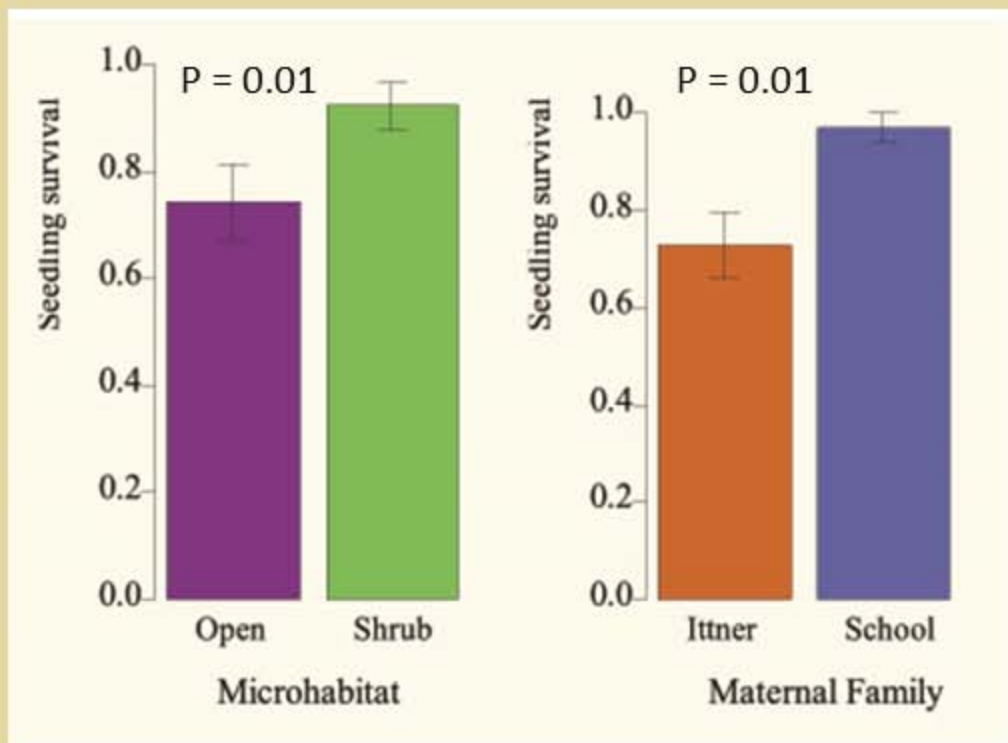 P = 0.01
Seedling survival
1.0
0.8
0.6
0.4
0.2
0.0
Open Shrub
Microhabitat
P = 0.01
Seedling survival
1.0
0.8
0.6
0.4
0.2
0.0
Ittner School
Maternal Family